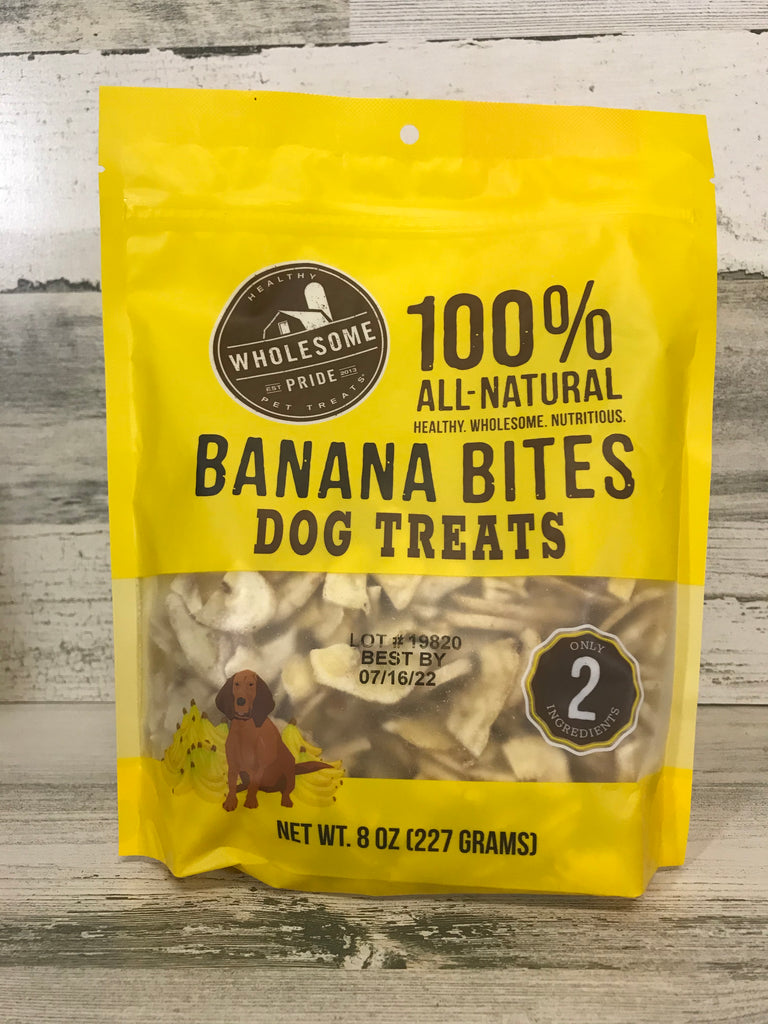 HEALTHY
WHOLESOME
EST PRIDE 2013
PET TREATS
100%
ALL-NATURAL
HEALTHY. WHOLESOME. NUTRITIOUS.
BANANA BITES
DOG TREATS
LOT # 19820
BEST BY
07/16/22
ONLY
2
INGREDIENTS
NET WT. 8 OZ (227 GRAMS)